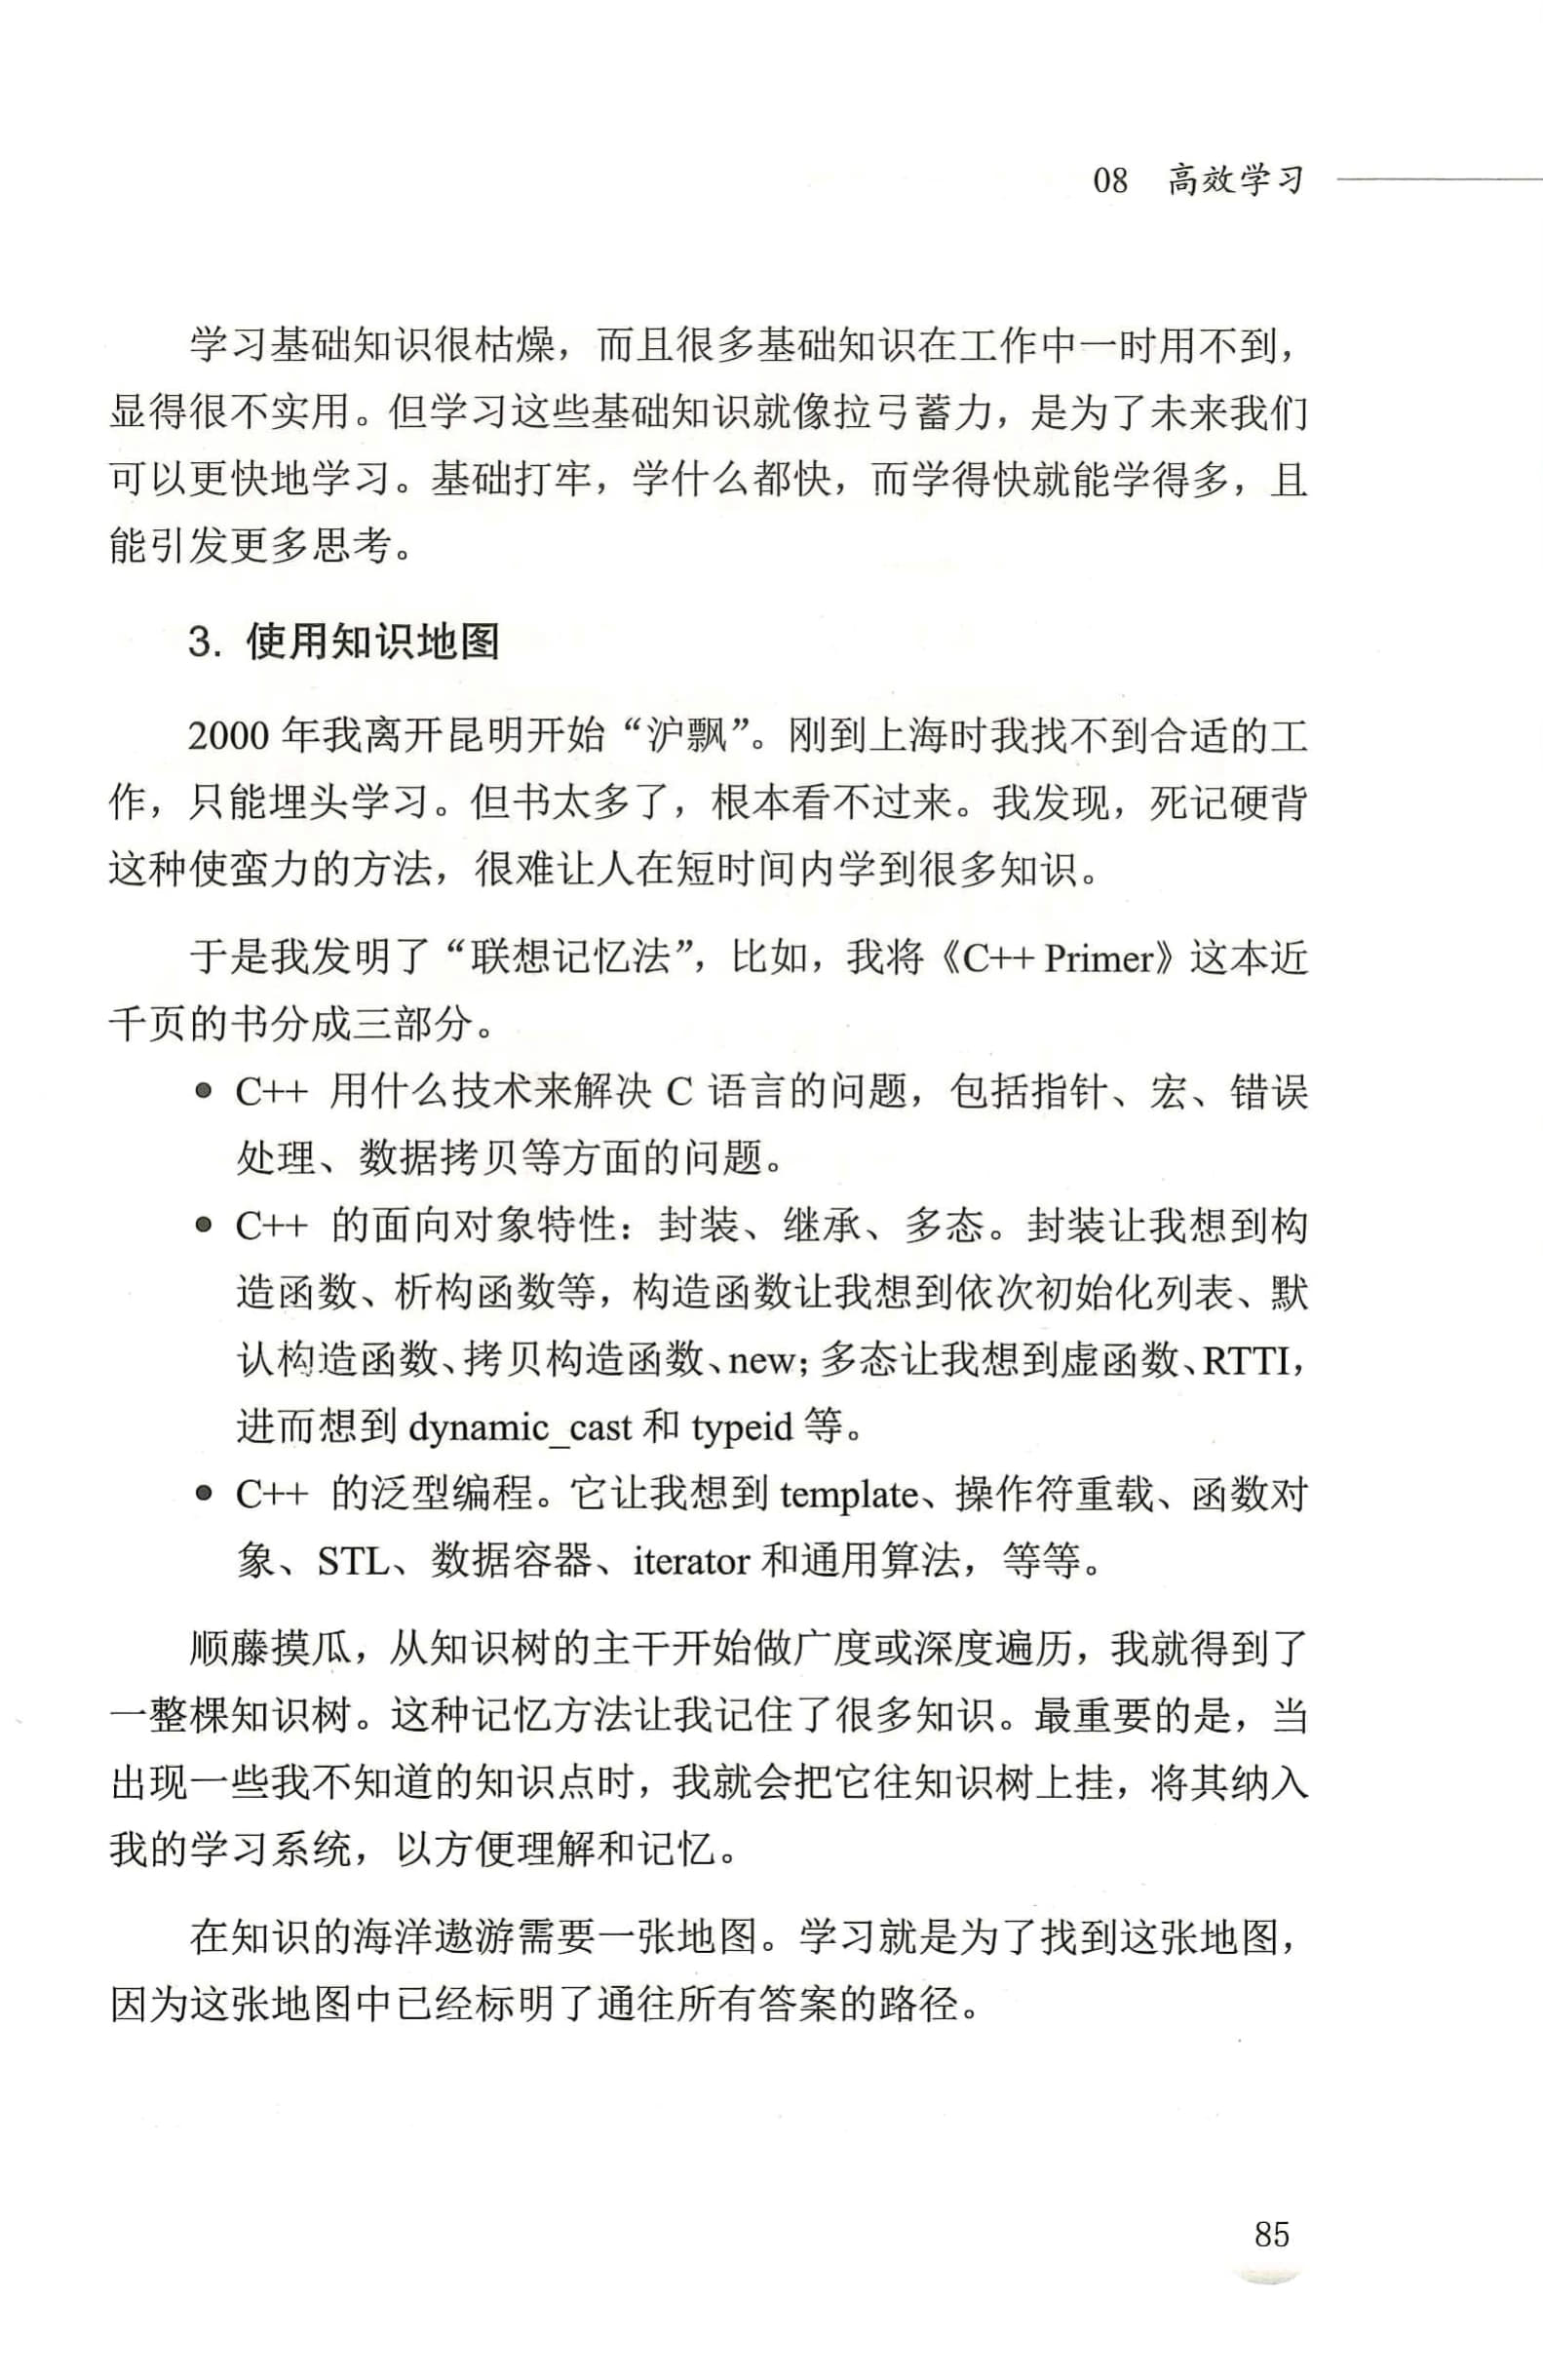 08 高效学习
学习基础知识很枯燥，而且很多基础知识在工作中一时用不到，
显得很不实用。但学习这些基础知识就像拉弓蓄力，是为了未来我们
可以更快地学习。基础打牢，学什么都快，而学得快就能学得多，且
能引发更多思考。
3. 使用知识地图
2000 年我离开昆明开始“沪飘”。刚到上海时我找不到合适的工
作，只能埋头学习。但书太多了，根本看不过来。我发现，死记硬背
这种使蛮力的方法，很难让人在短时间内学到很多知识。
于是我发明了“联想记忆法”，比如，我将《C++ Primer》这本近
千页的书分成三部分。
● C++ 用什么技术来解决 C 语言的问题，包括指针、宏、错误
处理、数据拷贝等方面的问题。
● C++ 的面向对象特性：封装、继承、多态。封装让我想到构
造函数、析构函数等，构造函数让我想到依次初始化列表、默
认构造函数、拷贝构造函数、new；多态让我想到虚函数、RTTI，
进而想到 dynamic_cast 和 typeid 等。
● C++ 的泛型编程。它让我想到 template、操作符重载、函数对
象、STL、数据容器、iterator 和通用算法，等等。
顺藤摸瓜，从知识树的主干开始做广度或深度遍历，我就得到了
一整棵知识树。这种记忆方法让我记住了很多知识。最重要的是，当
出现一些我不知道的知识点时，我就会把它往知识树上挂，将其纳入
我的学习系统，以方便理解和记忆。
在知识的海洋遨游需要一张地图。学习就是为了找到这张地图，
因为这张地图中已经标明了通往所有答案的路径。
85